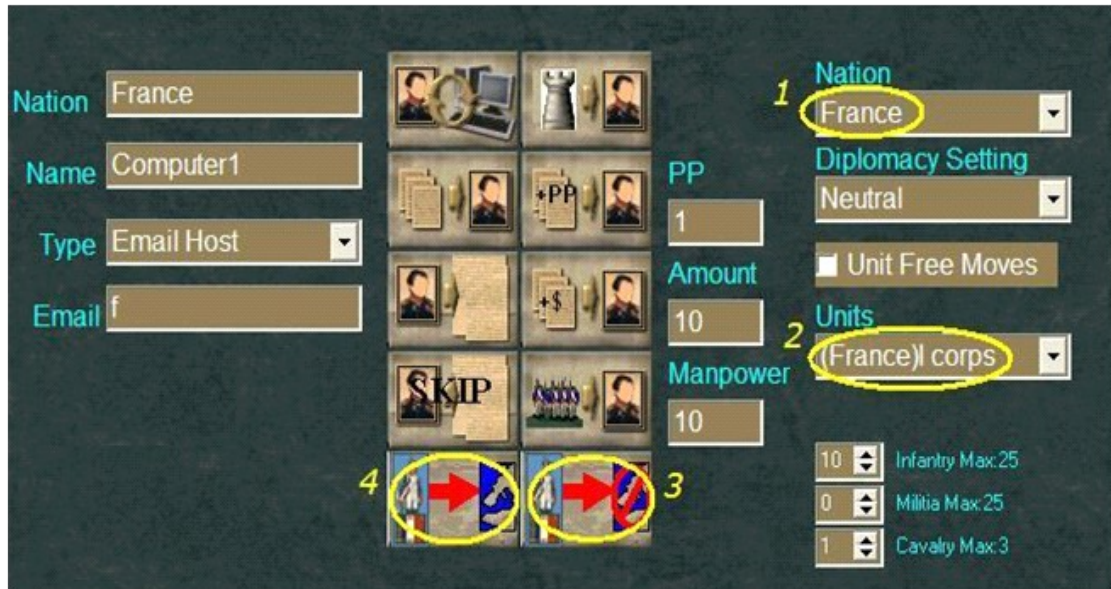 Nation France
Name Computer1
Type Email Host
Email f
+PP
+$
SKIP
PP
1
Amount
10
Manpower
10
4
3
1
Nation
France
Diplomacy Setting
Neutral
Unit Free Moves
Units
2
(France)I corps
10 Infantry Max:25
0 Militia Max:25
1 Cavalry Max:3